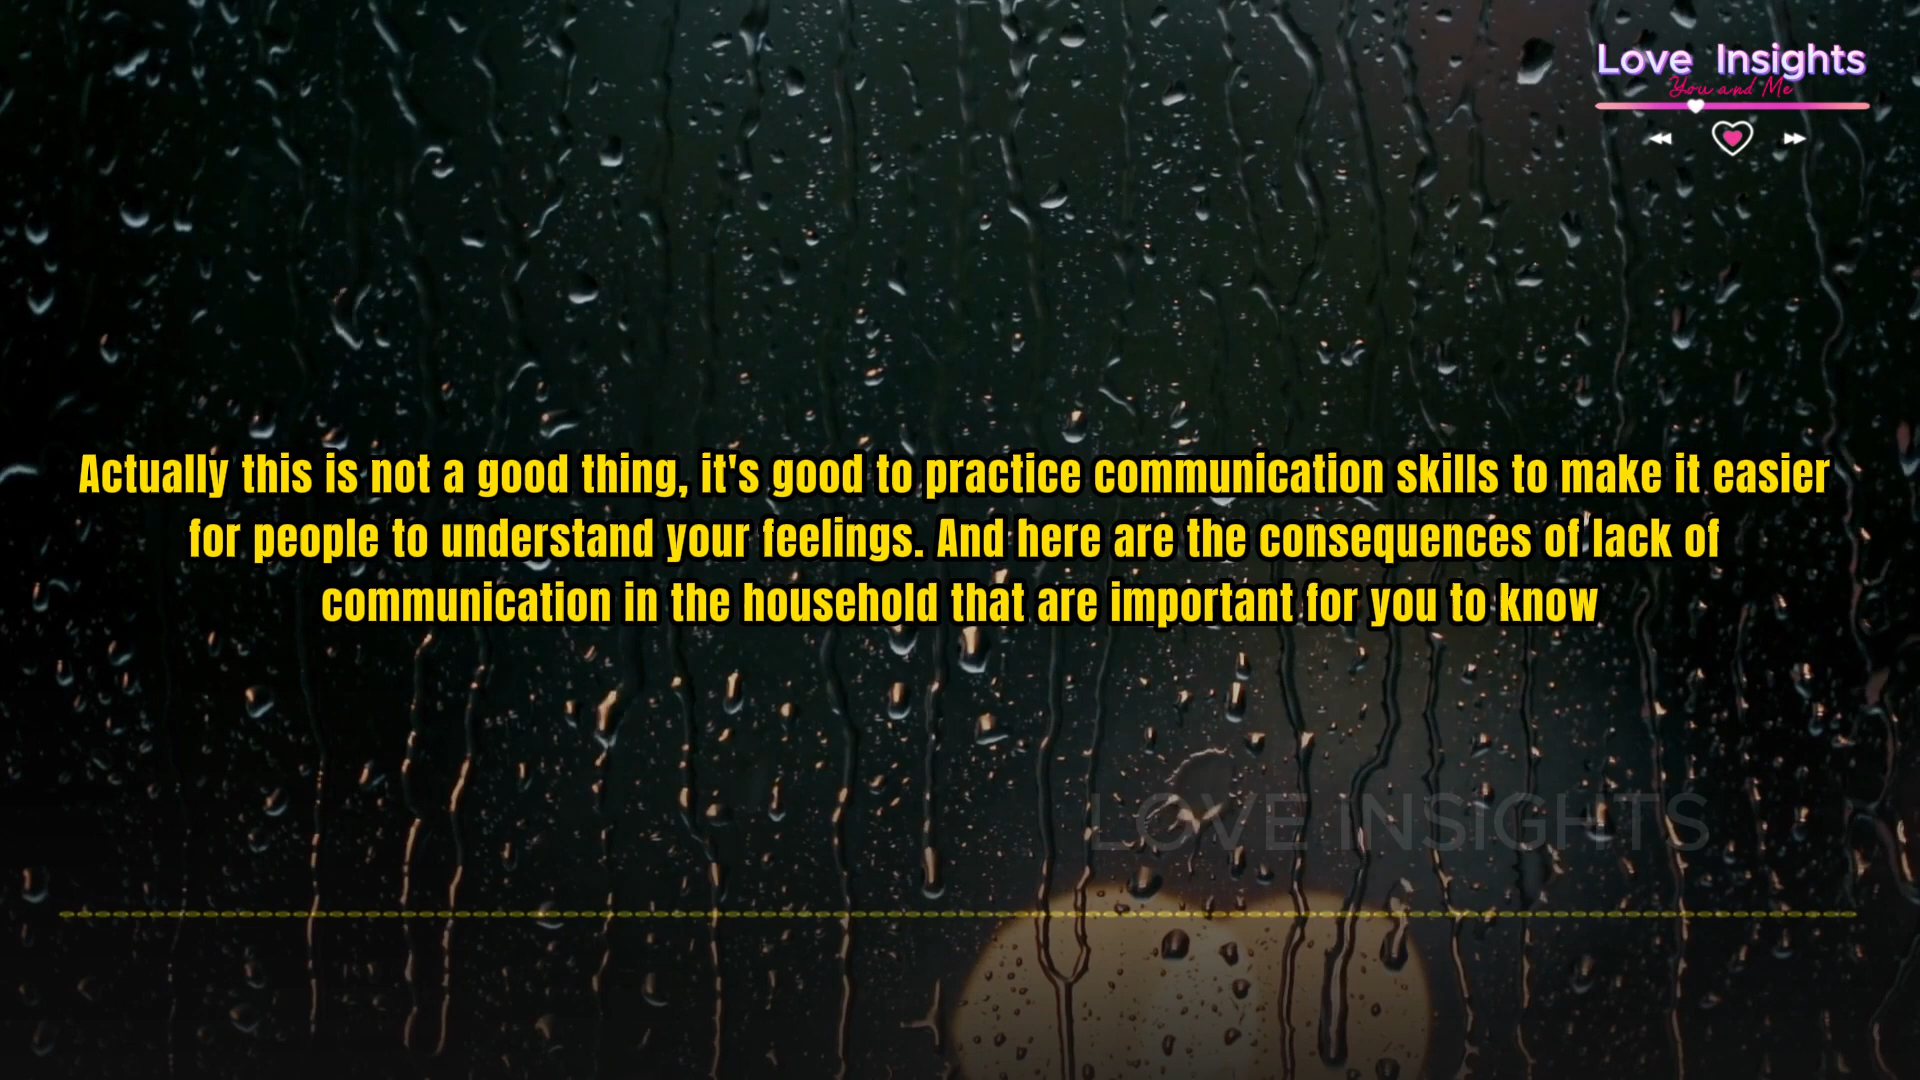 Love Insights
You and Me
Actually this is not a good thing, it's good to practice communication skills to make it easier
for people to understand your feelings. And here are the consequences of lack of
communication in the household that are important for you to know
LOVE INSIGHTS